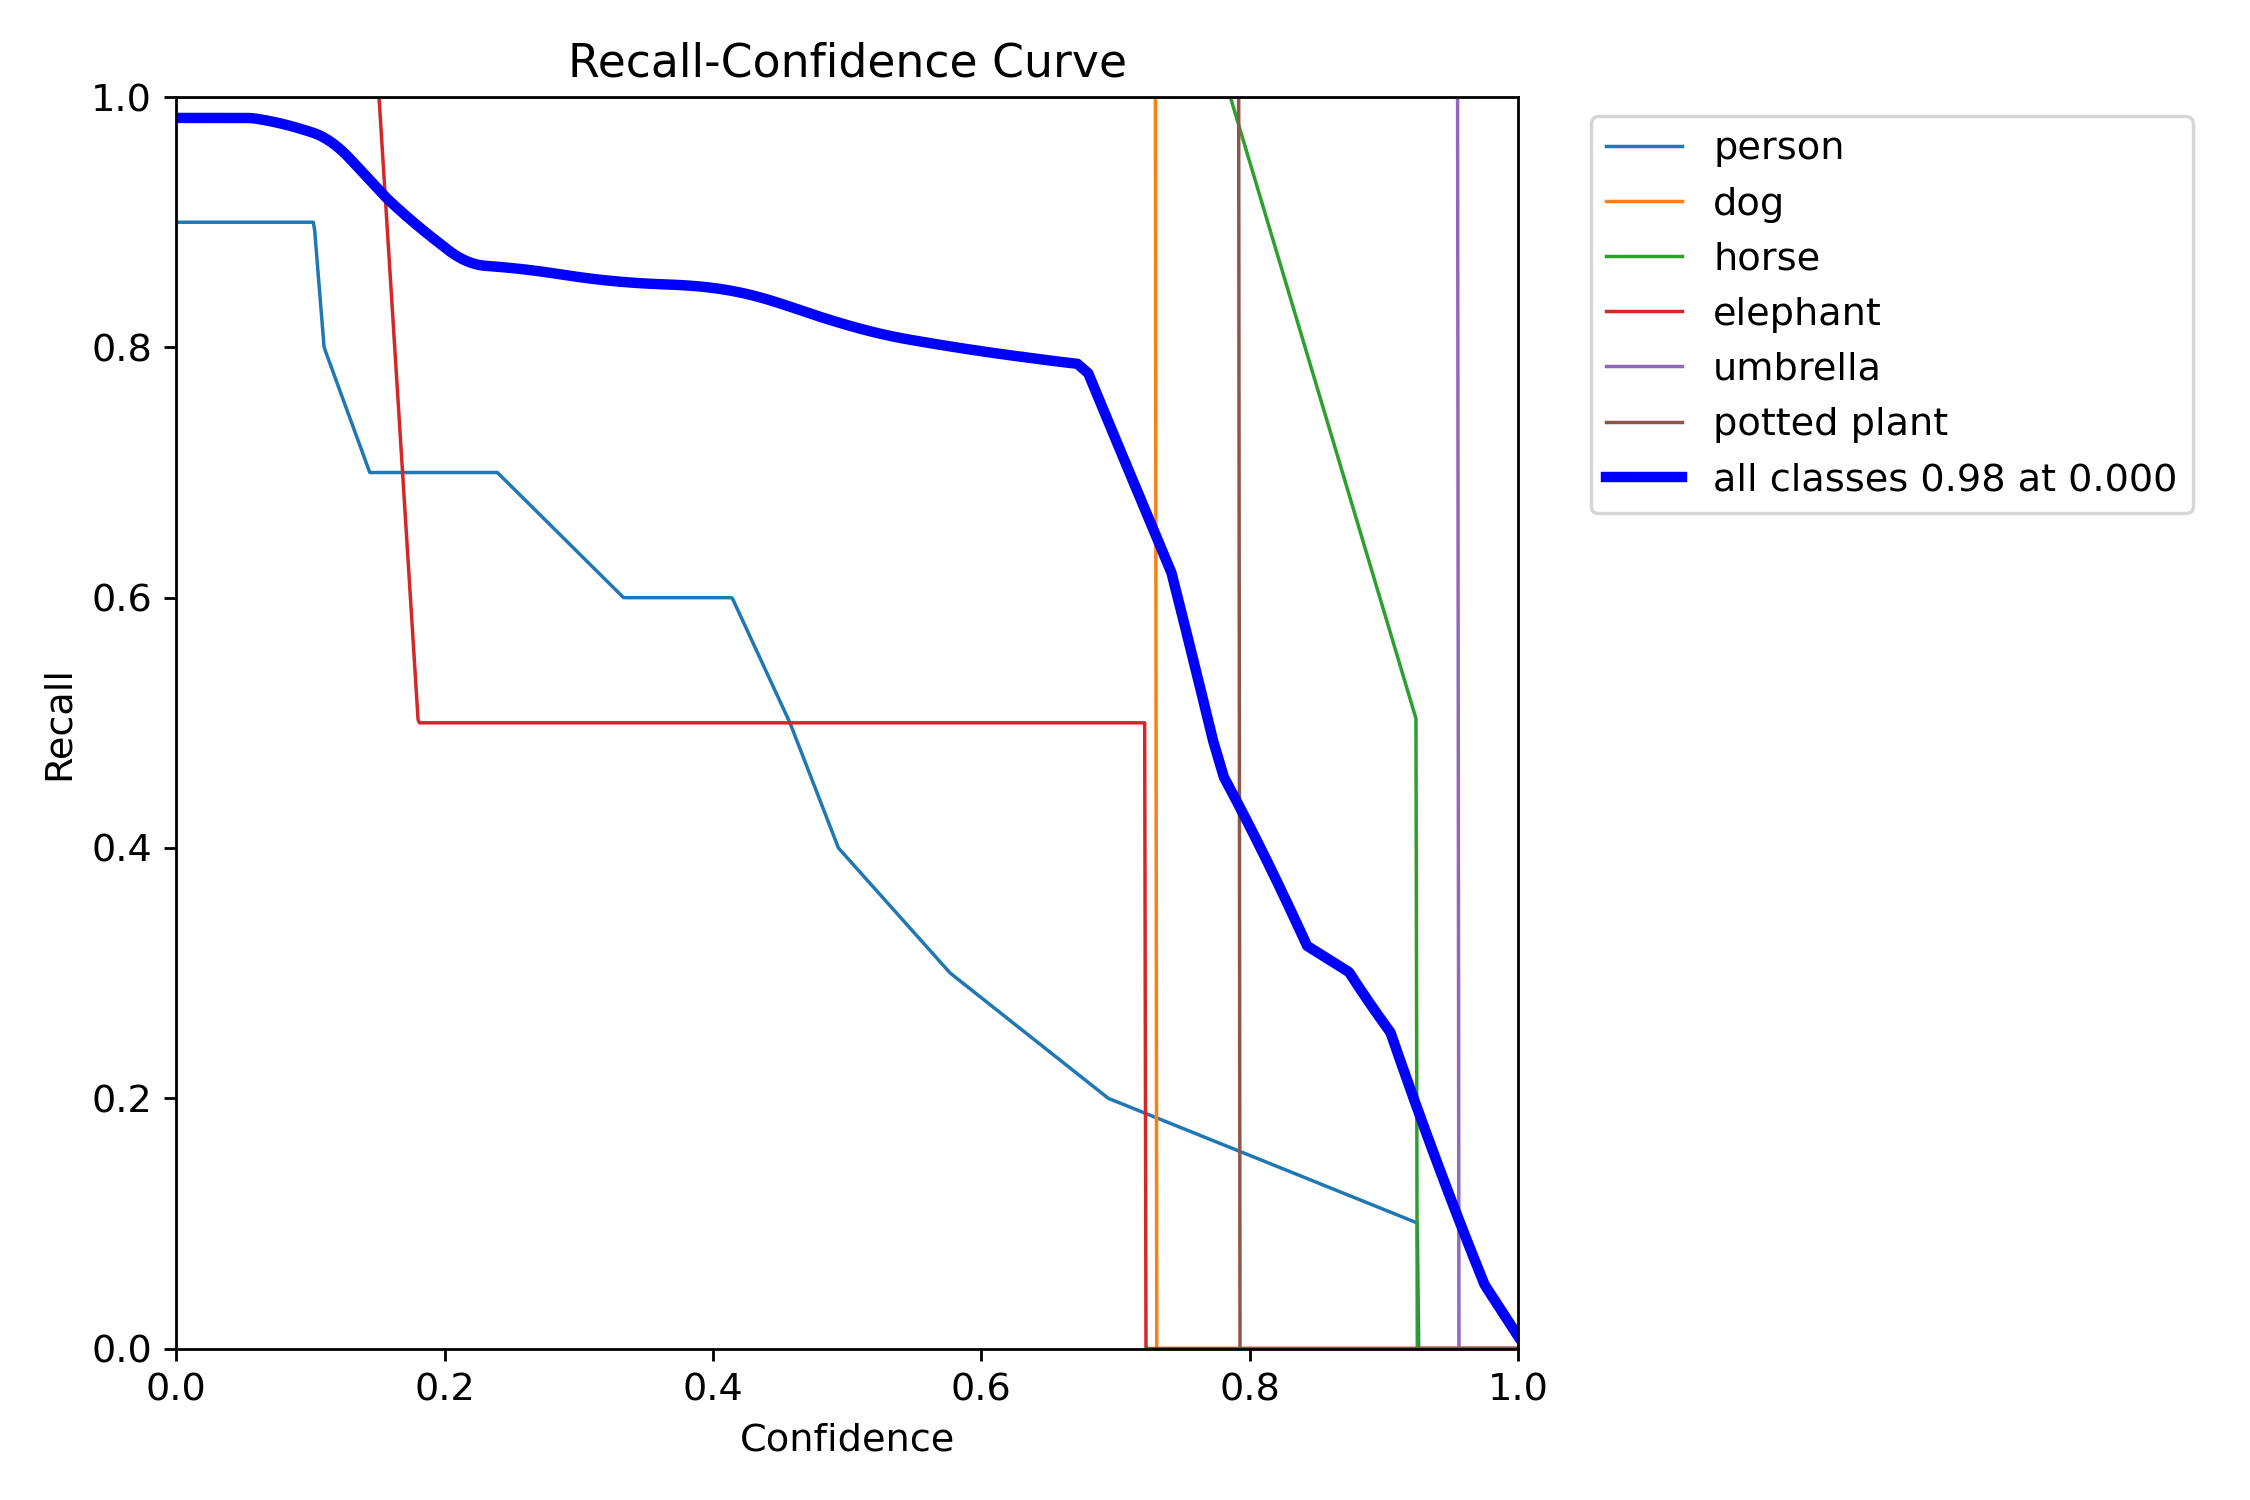 Recall-Confidence Curve
1.0
0.8
0.6
0.4
0.2
0.0
Recall
0.0 0.2 0.4 0.6 0.8 1.0
Confidence
person
dog
horse
elephant
umbrella
potted plant
all classes 0.98 at 0.000